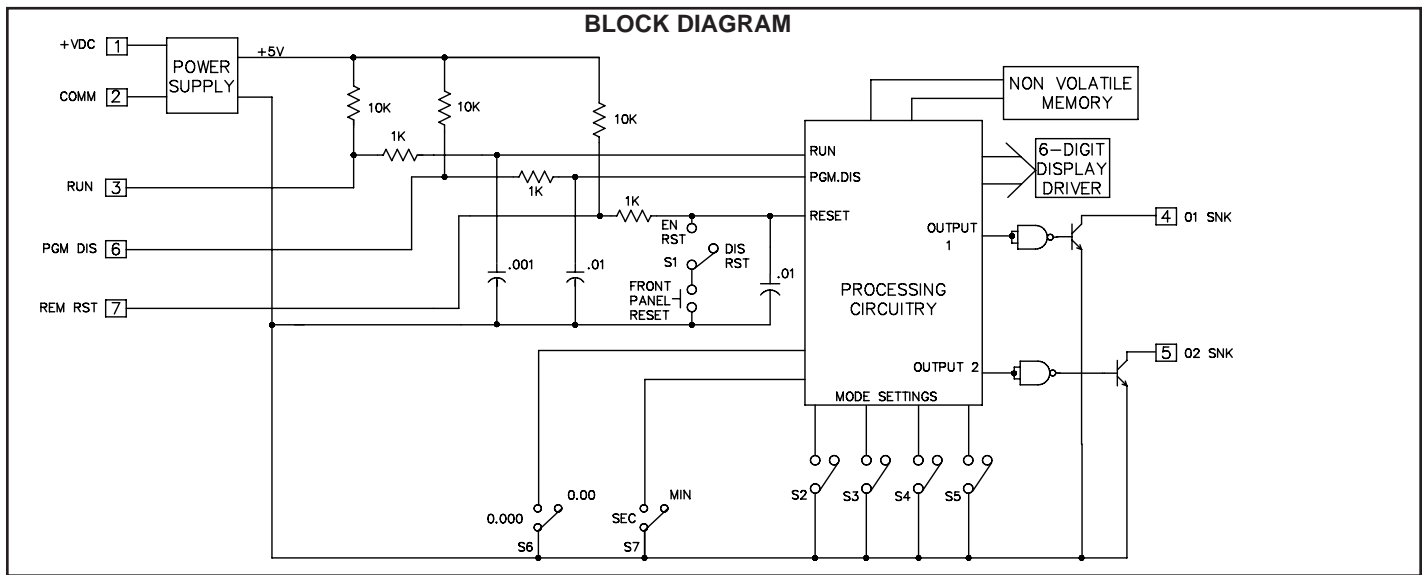 BLOCK DIAGRAM
+VDC 1
POWER
SUPPLY
+5V
COMM 2
10K
10K
10K
NON VOLATILE
MEMORY
1K
RUN
6-DIGIT
DISPLAY
DRIVER
RUN 3
1K
PGM.DIS
1K
RESET
PGM DIS 6
EN
RST
DIS
RST
S1
OUTPUT
1
4 O1 SNK
.001
.01
.01
FRONT
PANEL
RESET
PROCESSING
CIRCUITRY
REM RST 7
OUTPUT 2
5 O2 SNK
MODE SETTINGS
0.000
0.00
S6
SEC
MIN
S7
S2
S3
S4
S5